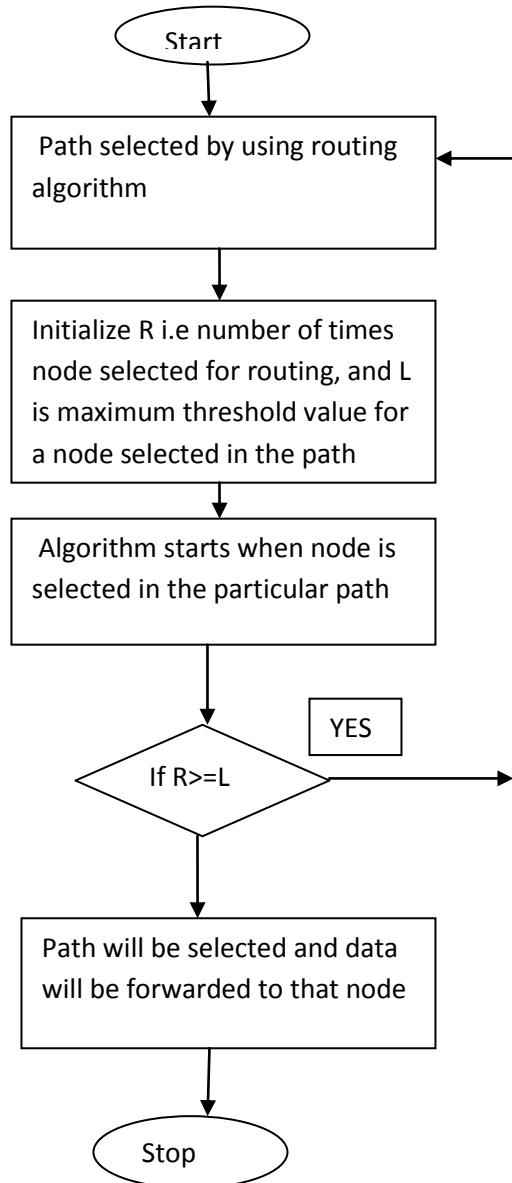 Start
Path selected by using routing
algorithm
Initialize R i.e number of times
node selected for routing, and L
is maximum threshold value for
a node selected in the path
Algorithm starts when node is
selected in the particular path
YES
If R>=L
Path will be selected and data
will be forwarded to that node
Stop